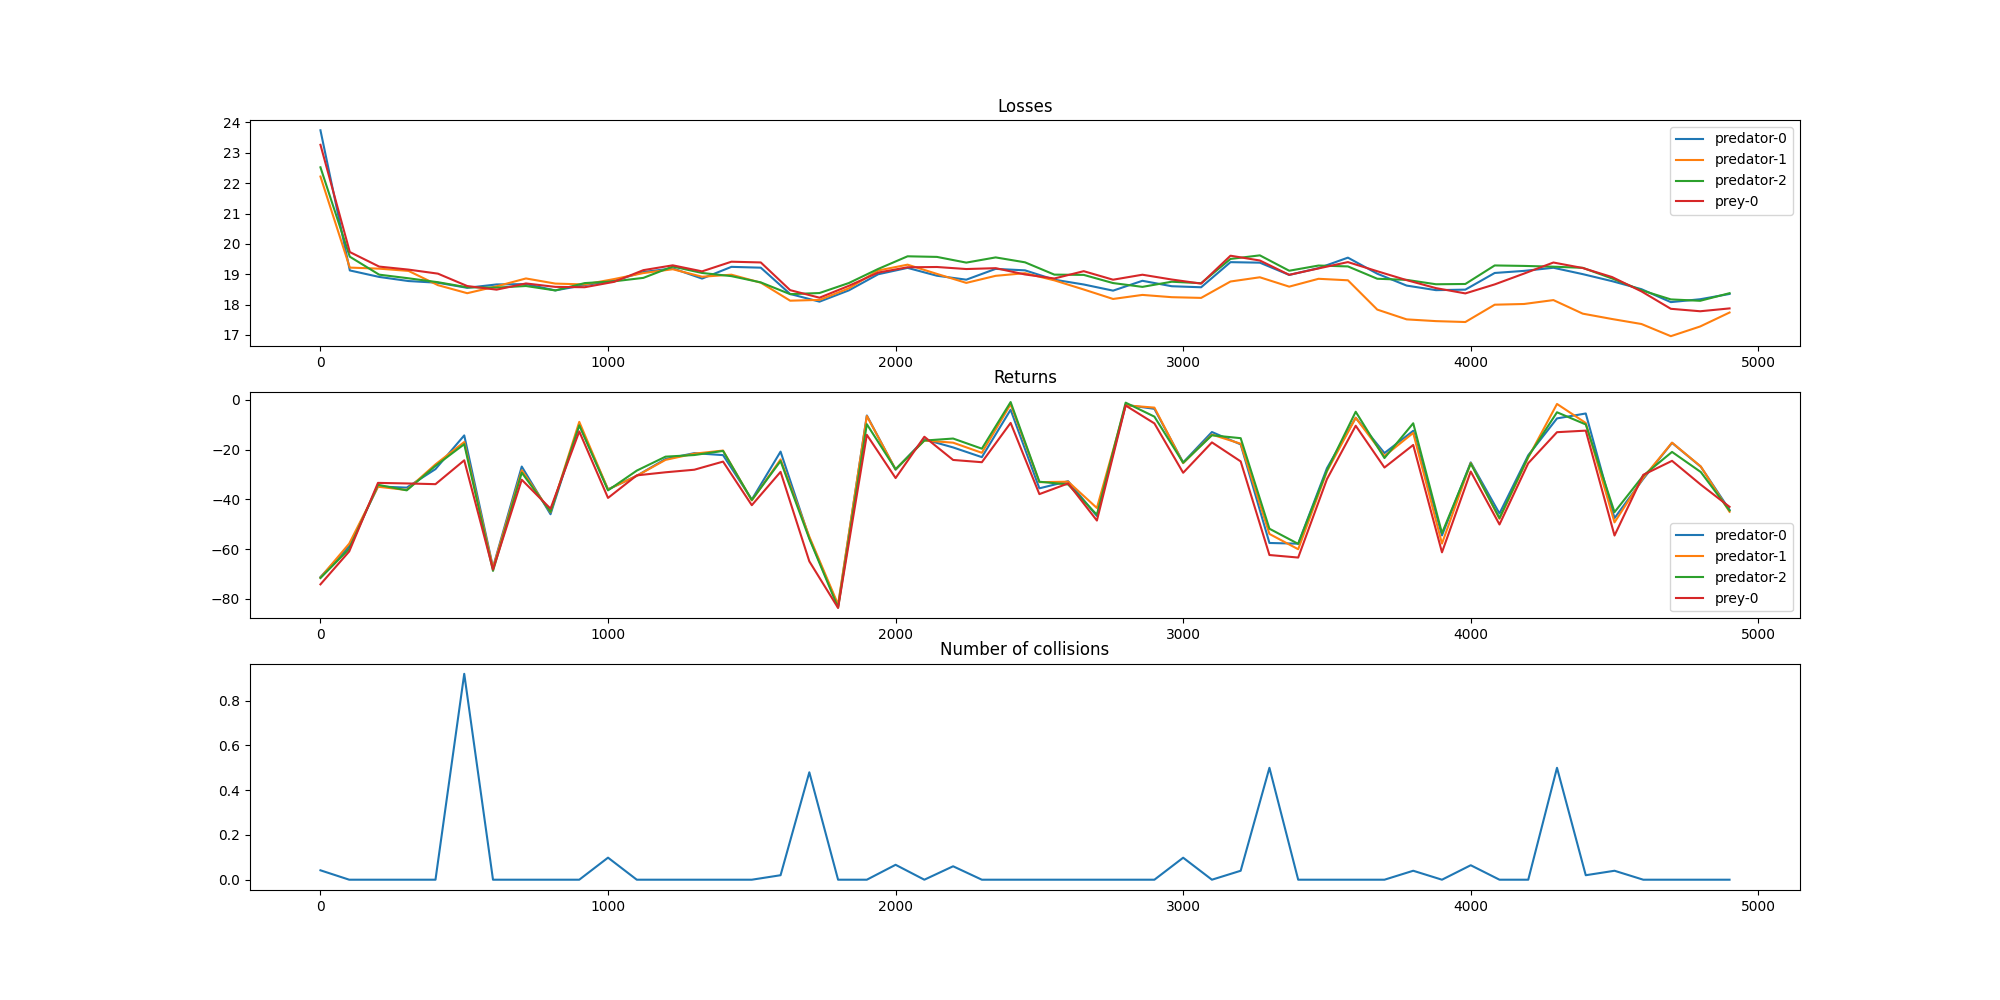 Losses
24
23
22
21
20
19
18
17
predator-0
predator-1
predator-2
prey-0
0 1000 2000 3000 4000 5000
Returns
0
−20
−40
−60
−80
predator-0
predator-1
predator-2
prey-0
0 1000 2000 3000 4000 5000
Number of collisions
0.8
0.6
0.4
0.2
0.0
0 1000 2000 3000 4000 5000